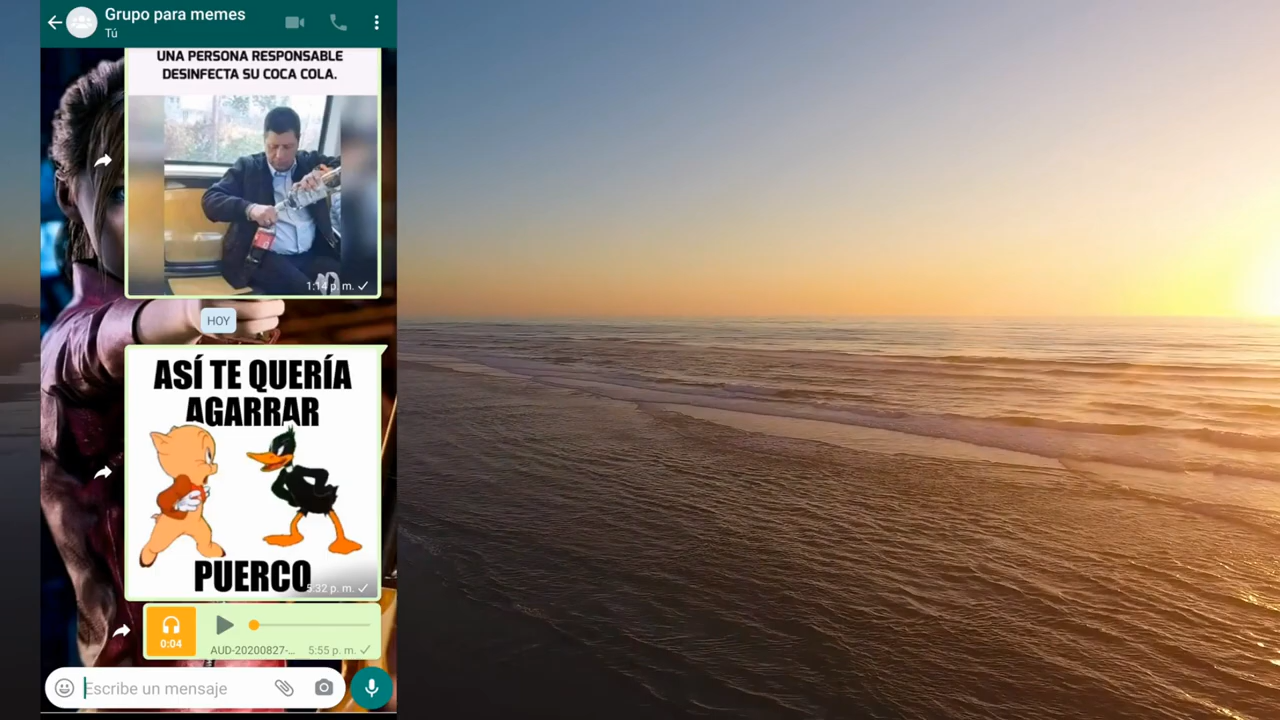 Grupo para memes
Tú
UNA PERSONA RESPONSABLE
DESINFECTA SU COCA COLA.
1:14 p. m.
HOY
ASÍ TE QUERÍA
AGARRAR
PUERCO
5:32 p. m.
0:04
AUD-20200827-...
5:55 p. m.
Escribe un mensaje